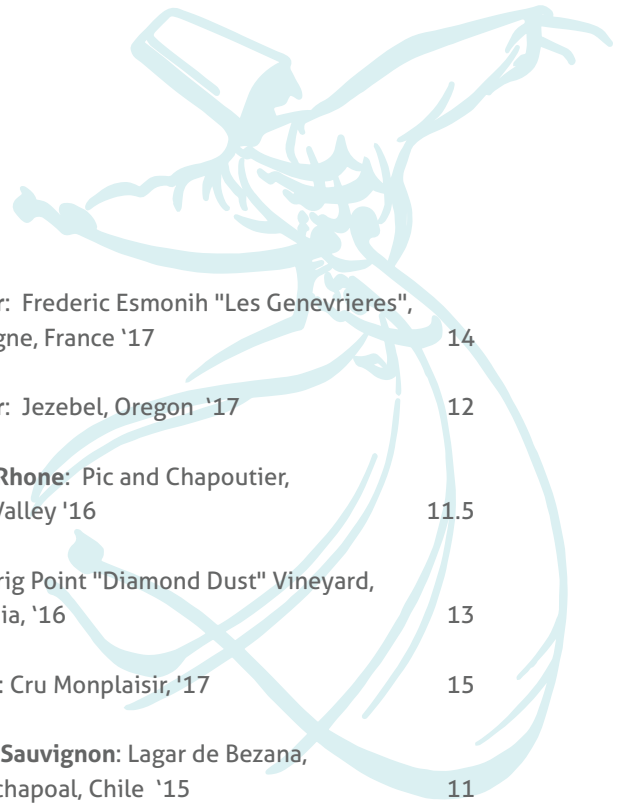 r: Frederic Esmonih "Les Genevrieres",
gne, France ‘17 14
r: Jezebel, Oregon ‘17 12
Rhone: Pic and Chapoutier,
Valley '16 11.5
rig Point "Diamond Dust" Vineyard,
ia, ‘16 13
: Cru Monplaisir, '17 15
Sauvignon: Lagar de Bezana,
chapoal, Chile ‘15 11